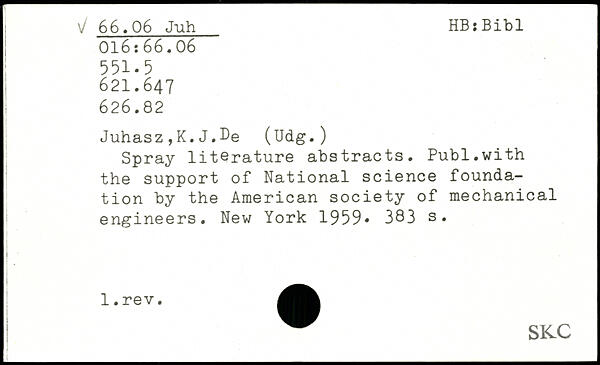 √ 66.06 Juh HB:Bibl
016:66.06
551.5
621.647
626.82
Juhasz,K.J.De (Udg.)
Spray literature abstracts. Publ.with
the support of National science founda-
tion by the American society of mechanical
engineers. New York 1959. 383 s.
1.rev.
SKC